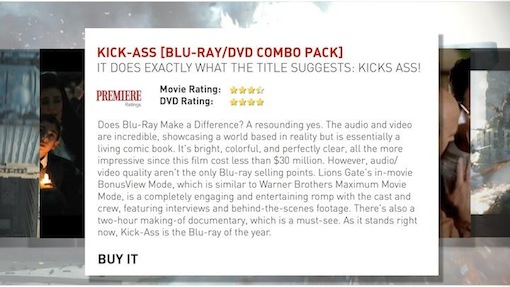 KICK-ASS [BLU-RAY/DVD COMBO PACK]
IT DOES EXACTLY WHAT THE TITLE SUGGESTS: KICKS ASS!
PREMIERE
Ratings
Movie Rating:
DVD Rating:
Does Blu-Ray Make a Difference? A resounding yes. The audio and video
are incredible, showcasing a world based in reality but is essentially a
living comic book. It's bright, colorful, and perfectly clear, all the more
impressive since this film cost less than $30 million. However, audio/
video quality aren't the only Blu-ray selling points. Lions Gate's in-movie
BonusView Mode, which is similar to Warner Brothers Maximum Movie
Mode, is a completely engaging and entertaining romp with the cast and
crew, featuring interviews and behind-the-scenes footage. There's also a
two-hour making-of documentary, which is a must-see. As it stands right
now, Kick-Ass is the Blu-ray of the year.
BUY IT